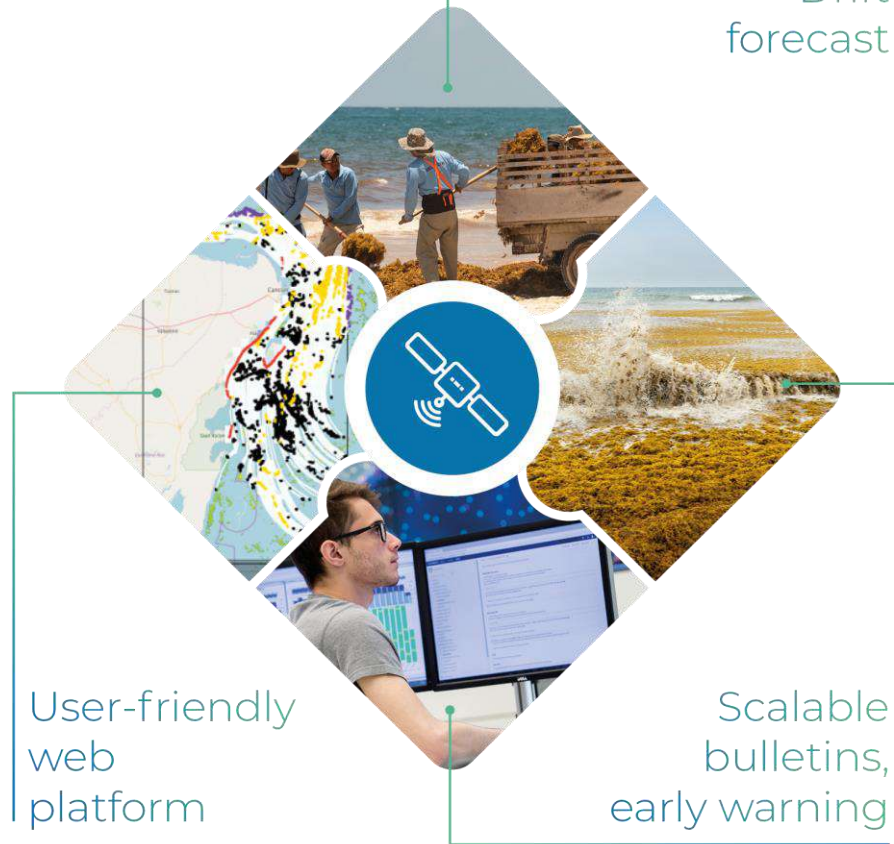 forecast
User-friendly
web
platform
Scalable
bulletins,
early warning